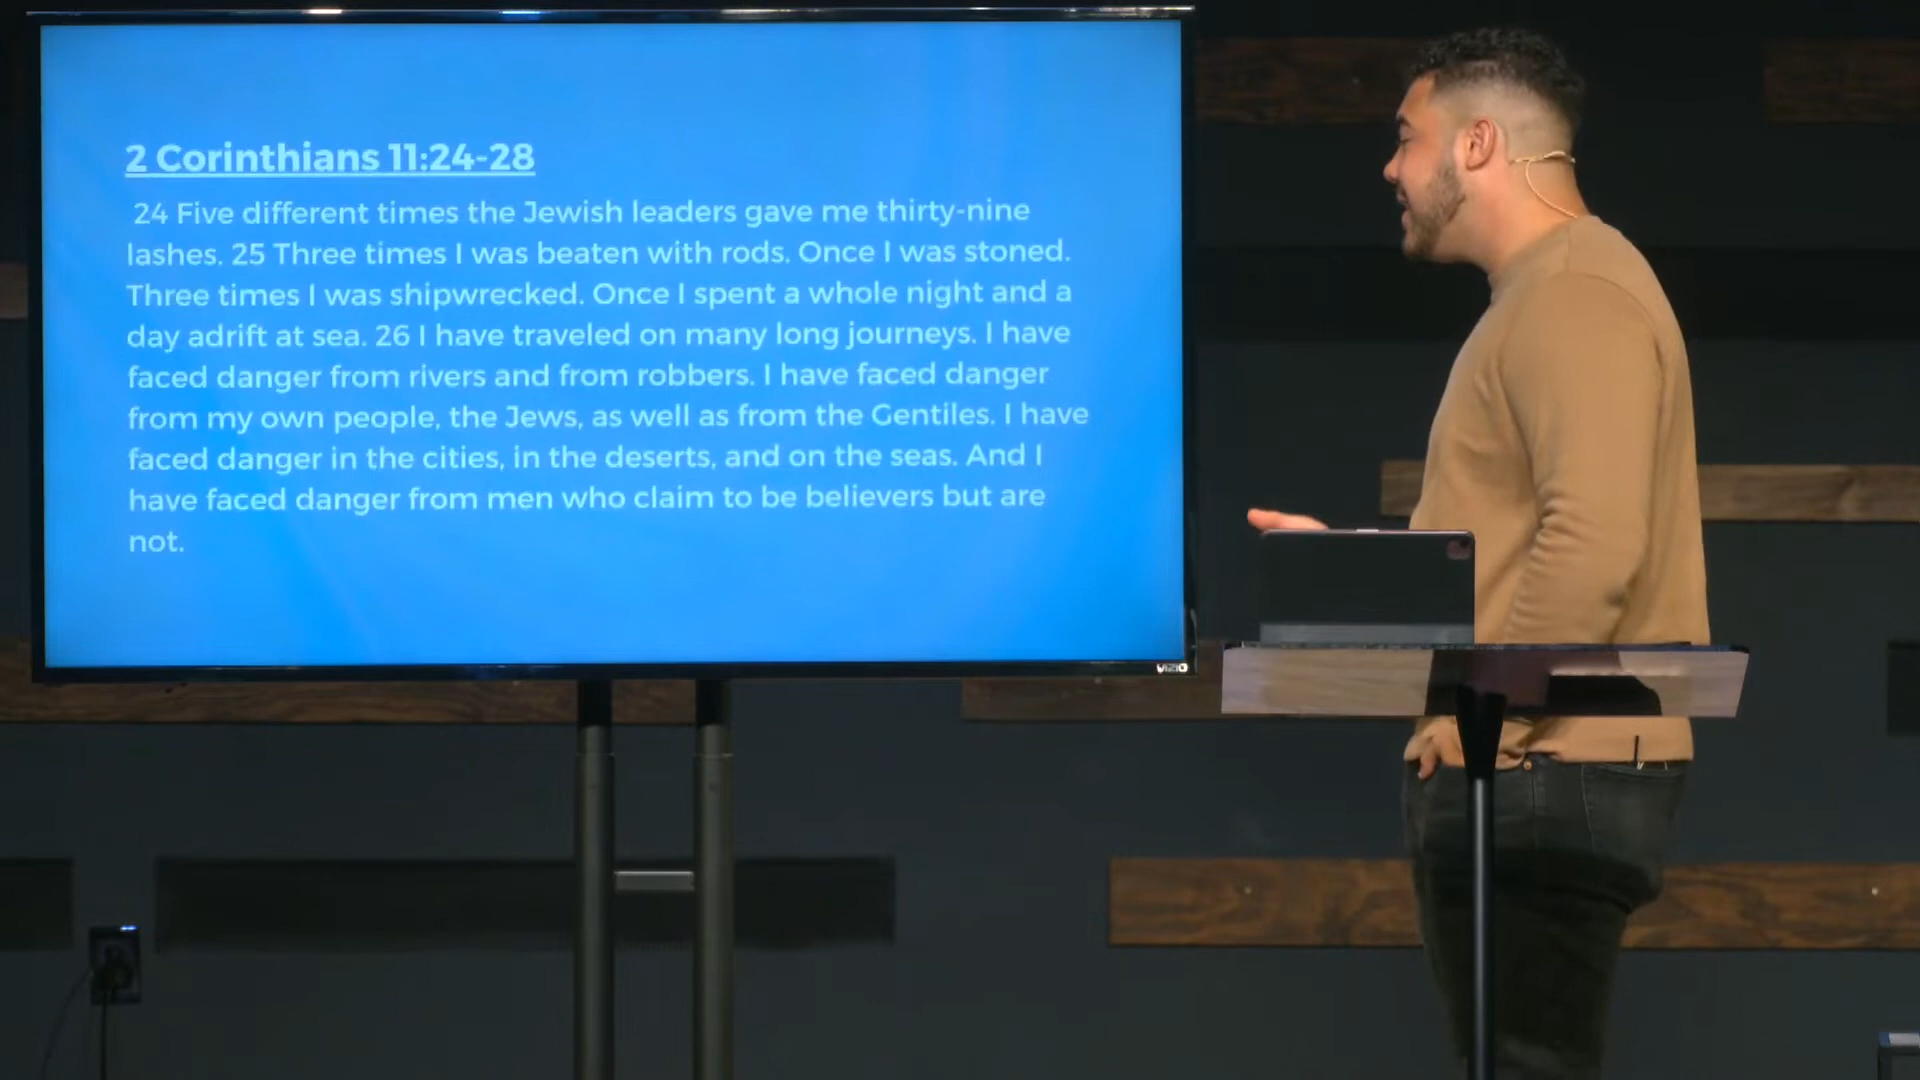 2 Corinthians 11:24-28
24 Five different times the Jewish leaders gave me thirty-nine
lashes. 25 Three times I was beaten with rods. Once I was stoned.
Three times I was shipwrecked. Once I spent a whole night and a
day adrift at sea. 26 I have traveled on many long journeys. I have
faced danger from rivers and from robbers. I have faced danger
from my own people, the Jews, as well as from the Gentiles. I have
faced danger in the cities, in the deserts, and on the seas. And I
have faced danger from men who claim to be believers but are
not.
VIZIO